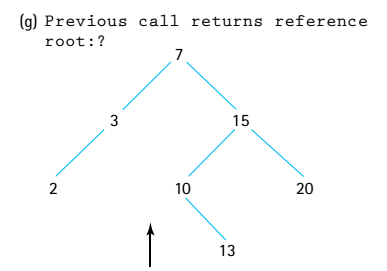 (g) Previous call returns reference
root:?
7
3 15
2 10 20
13